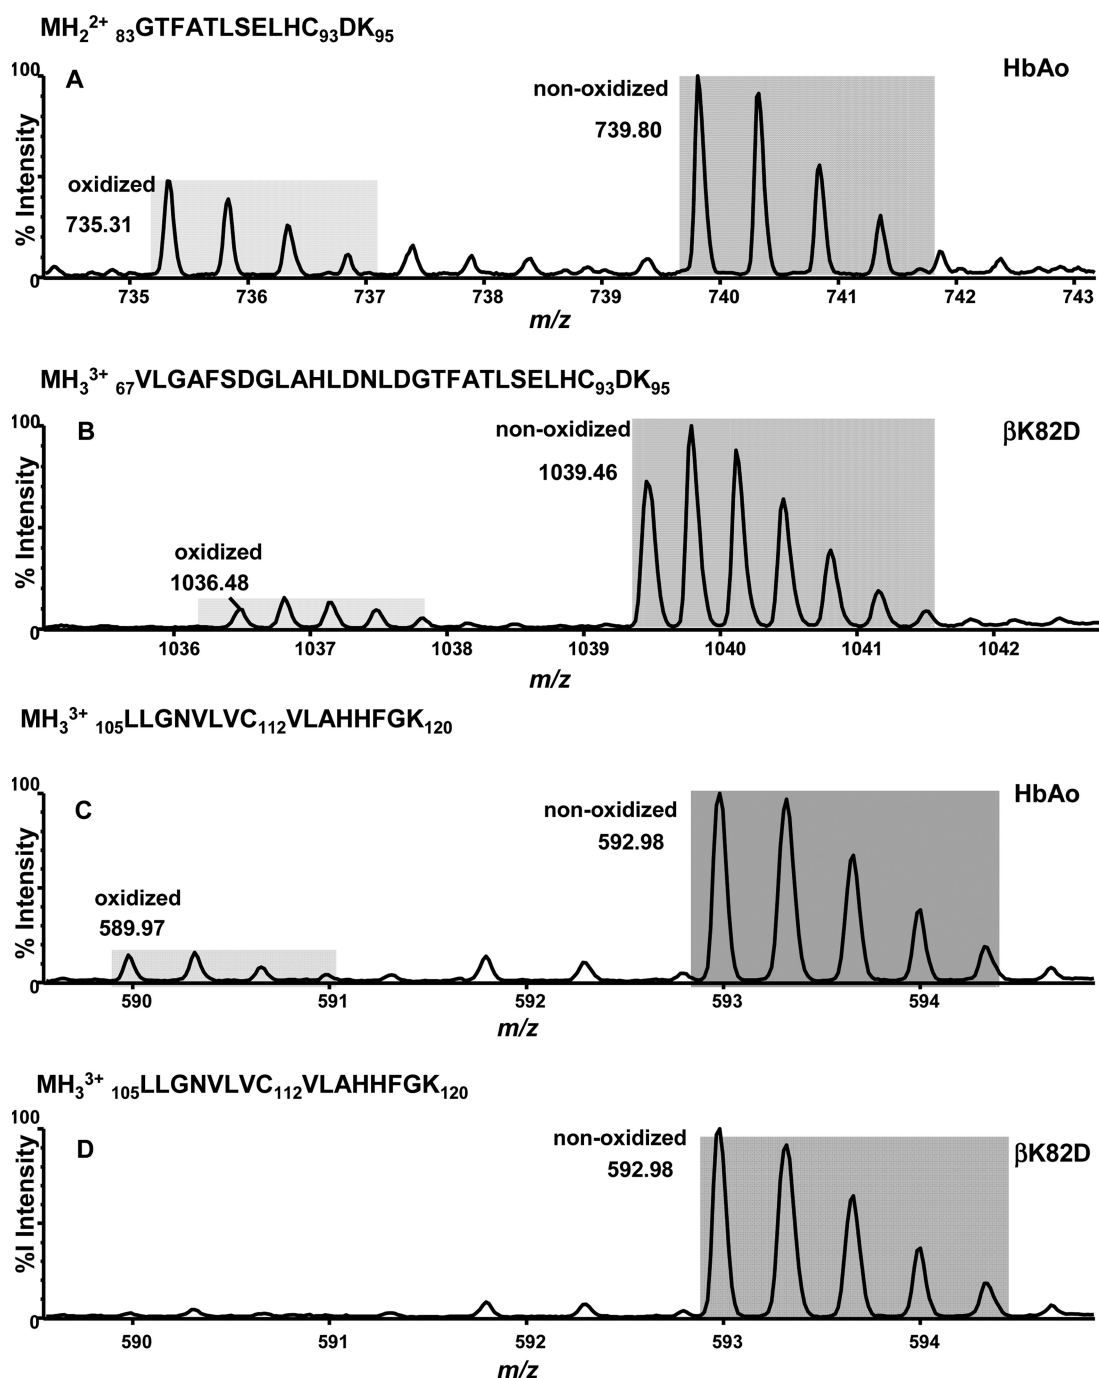 MH₂²⁺ ₈₃GTFATLSELHC₉₃DK₉₅
100
A
HbAo
non-oxidized
739.80
oxidized
735.31
% Intensity
0
735 736 737 738 739 740 741 742 743
m/z
MH₃³⁺ ₆₇VLGAFSDGLAHLDNLDGTFATLSELHC₉₃DK₉₅
100
B
βK82D
non-oxidized
1039.46
oxidized
1036.48
% Intensity
0
1036 1037 1038 1039 1040 1041 1042
m/z
MH₃³⁺ ₁₀₅LLGNVLVC₁₁₂VLAHHFGK₁₂₀
100
C
HbAo
non-oxidized
592.98
oxidized
589.97
% Intensity
0
590 591 592 593 594
m/z
MH₃³⁺ ₁₀₅LLGNVLVC₁₁₂VLAHHFGK₁₂₀
100
D
βK82D
non-oxidized
592.98
%I Intensity
0
590 591 592 593 594
m/z